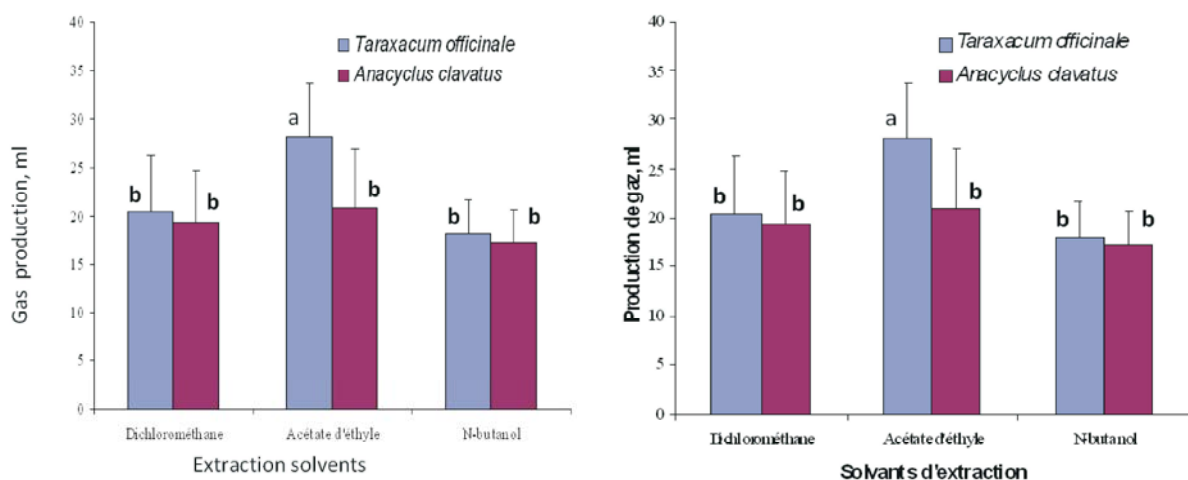 40
35
30
25
20
15
10
5
0
Gas production, ml
Taraxacum officinale
Anacyclus clavatus
b
b
a
b
b
b
Dichlorométhane
Acétate d'éthyle
N-butanol
Extraction solvents
40
35
30
25
20
15
10
0
Production de gaz, ml
Taraxacum officinale
Anacyclus clavatus
b
b
a
b
b
b
Dichlorométhane
Acétate d'éthyle
N-butanol
Solvants d'extraction